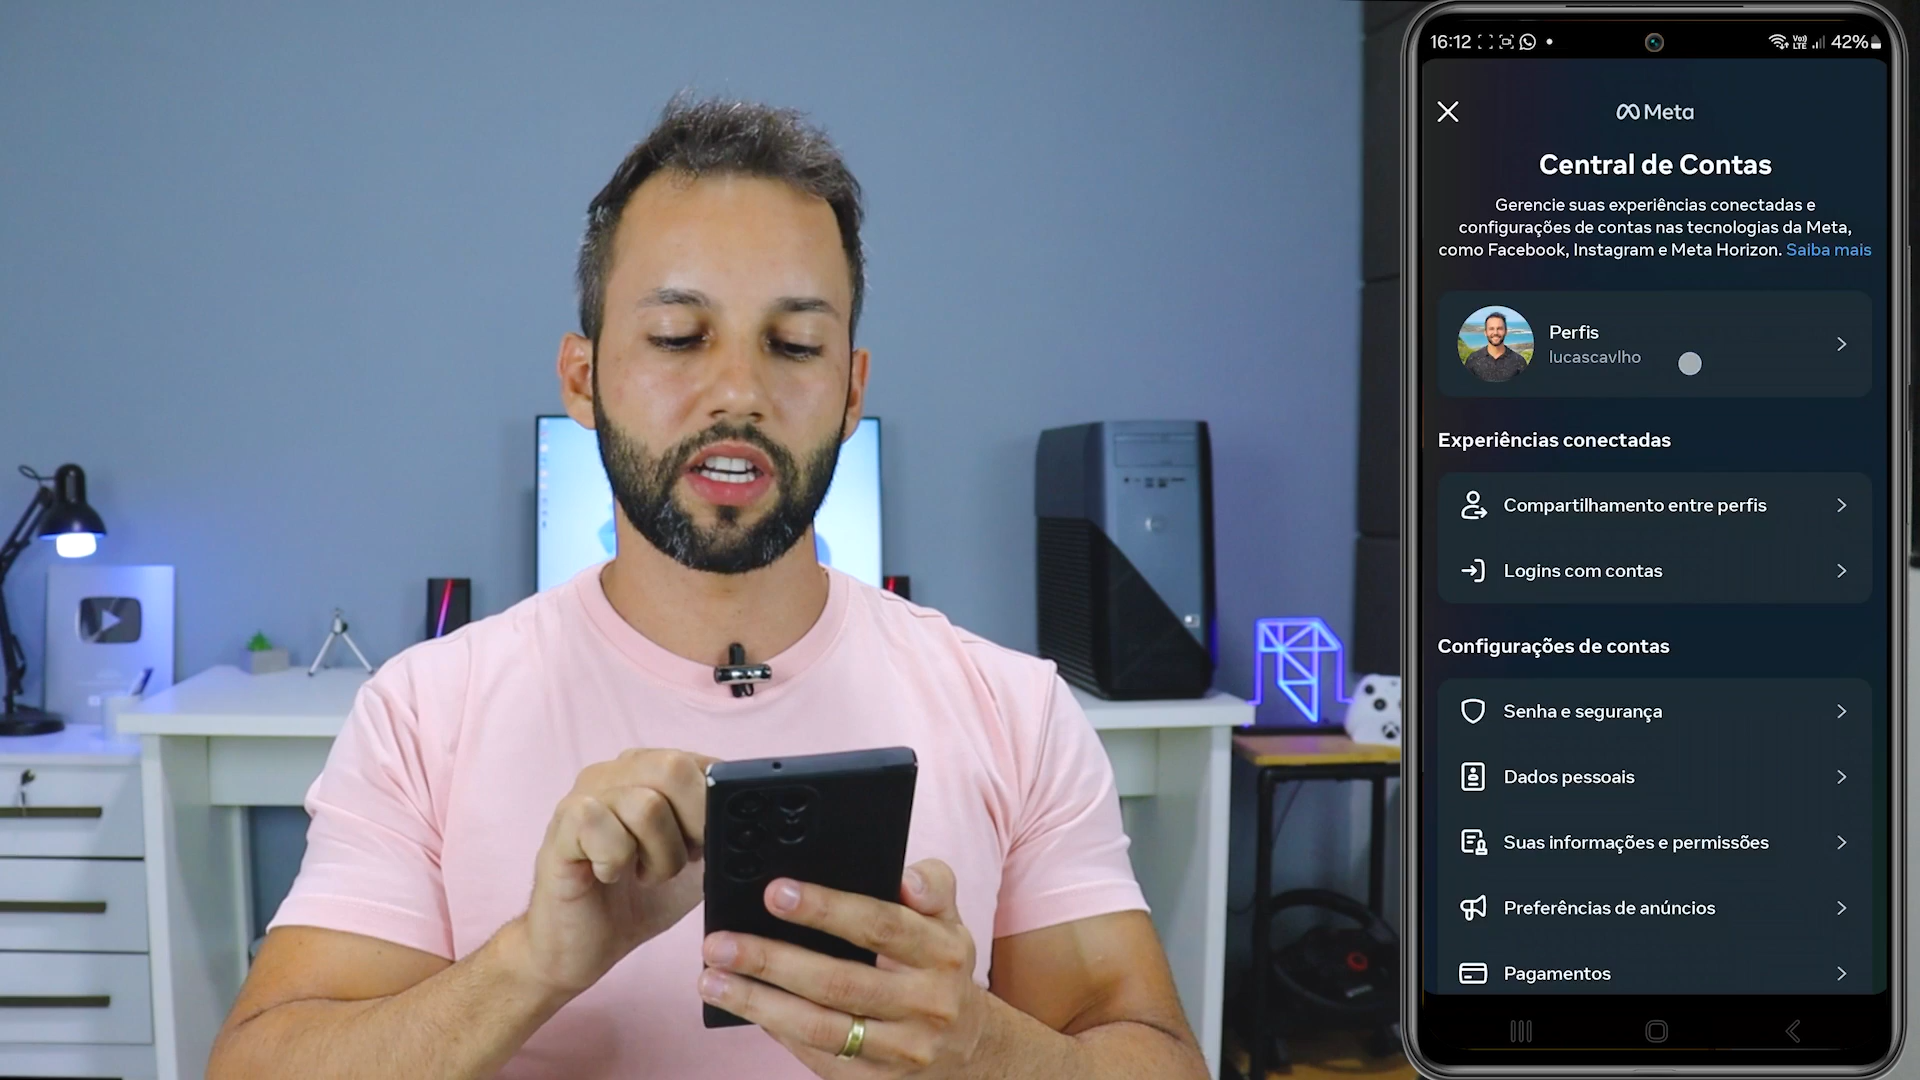 16:12
Vo))
LTE
42%
Meta
Central de Contas
Gerencie suas experiências conectadas e
configurações de contas nas tecnologias da Meta,
como Facebook, Instagram e Meta Horizon. Saiba mais
Perfis
lucascavlho
Experiências conectadas
Compartilhamento entre perfis
Logins com contas
Configurações de contas
Senha e segurança
Dados pessoais
Suas informações e permissões
Preferências de anúncios
Pagamentos